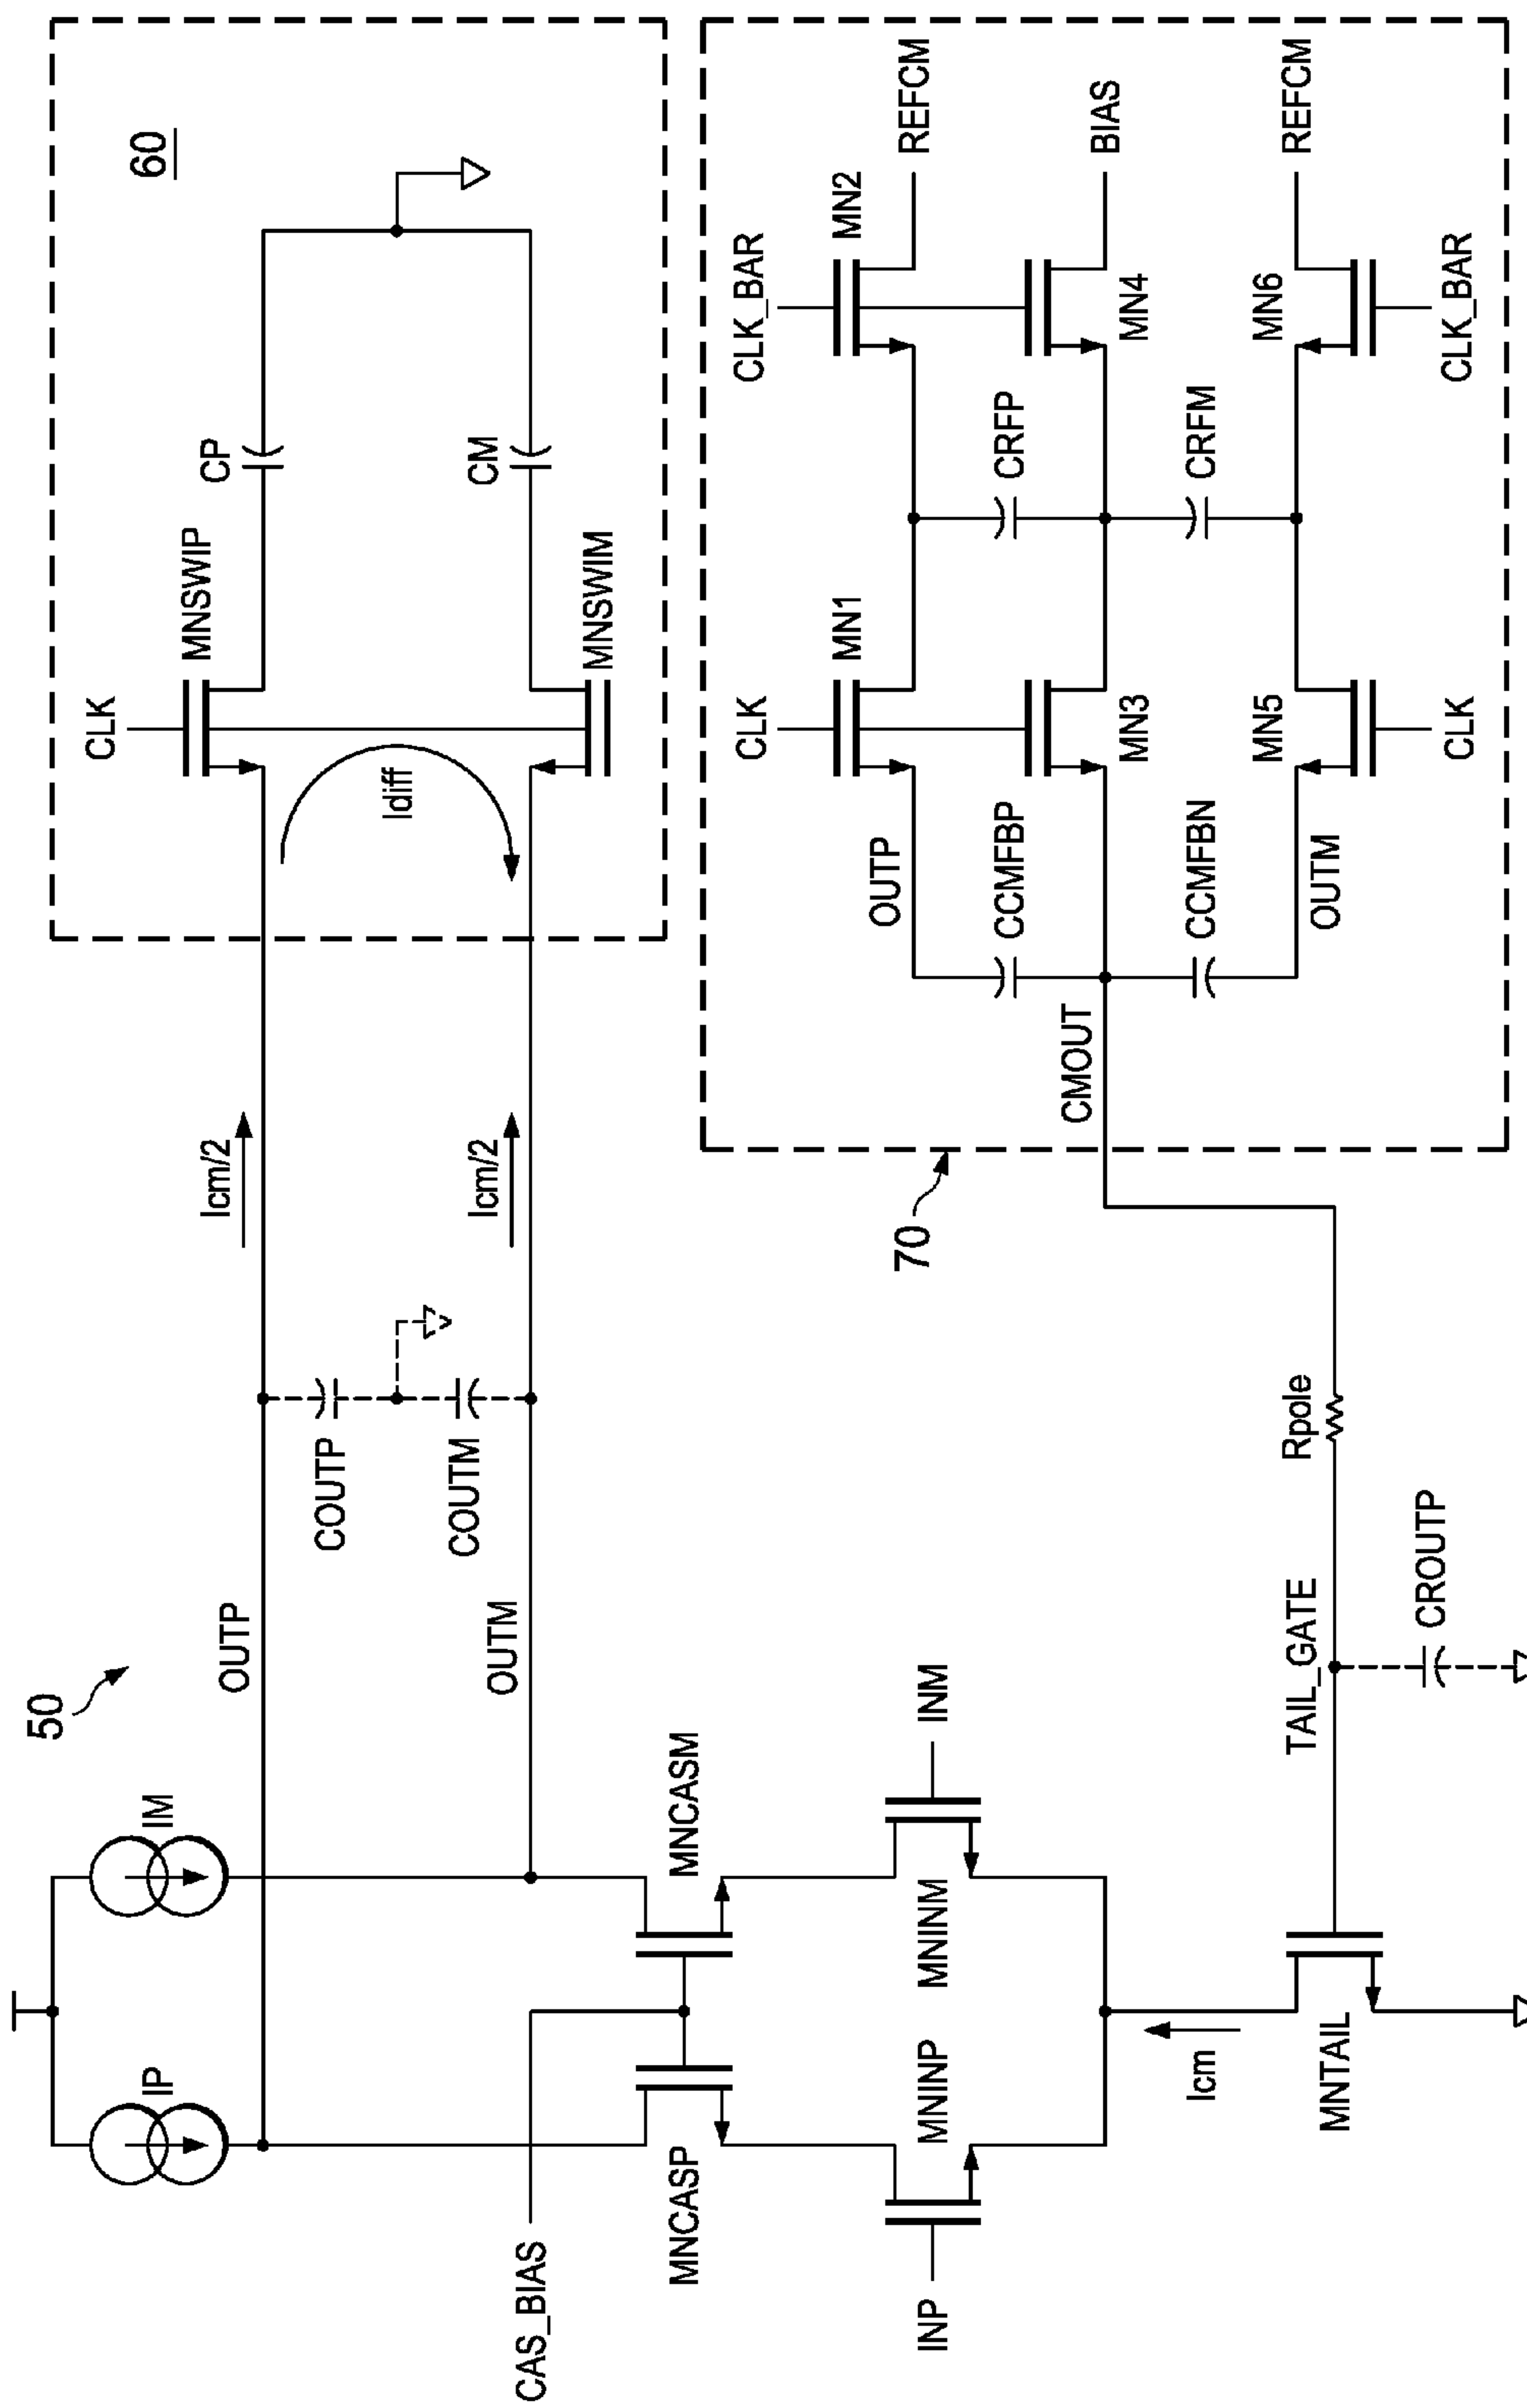 50
60
70
IP
IM
OUTP
OUTM
CAS_BIAS
MNCASP
MNCASM
INP
MNINP
MNINM
INM
Icm
MNTAIL
TAIL_GATE
CROUTP
Rpole
COUTP
COUTM
Icm/2
Icm/2
CLK
MNSWIP
CP
Idiff
CM
MNSWIM
CMOUT
CLK
MN1
CLK_BAR
MN2
REFCM
OUTP
CCMFBP
CRFP
BIAS
MN3
MN4
CCMFBN
CRFM
OUTM
MN5
MN6
REFCM
CLK
CLK_BAR